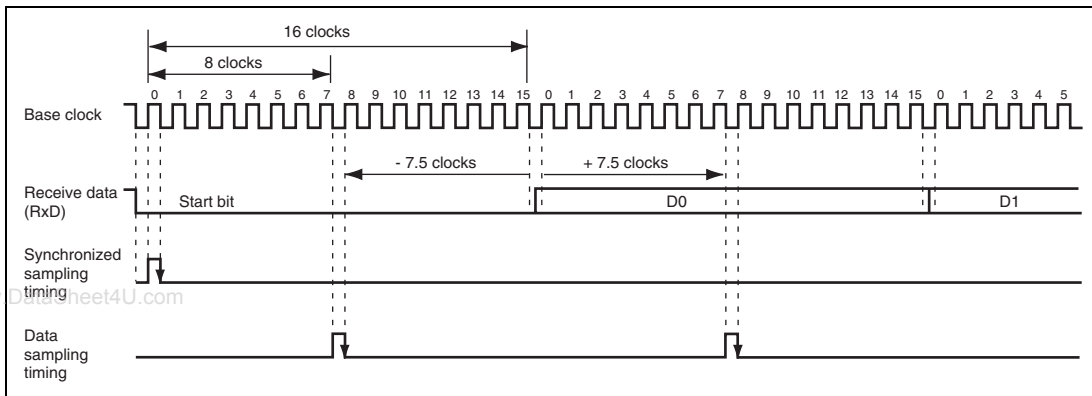 16 clocks
8 clocks
0 1 2 3 4 5 6 7 8 9 10 11 12 13 14 15 0 1 2 3 4 5 6 7 8 9 10 11 12 13 14 15 0 1 2 3 4 5
Base clock
- 7.5 clocks + 7.5 clocks
Receive data
(RxD)
Start bit D0 D1
Synchronized
sampling
timing
DataSheet4U.com
Data
sampling
timing